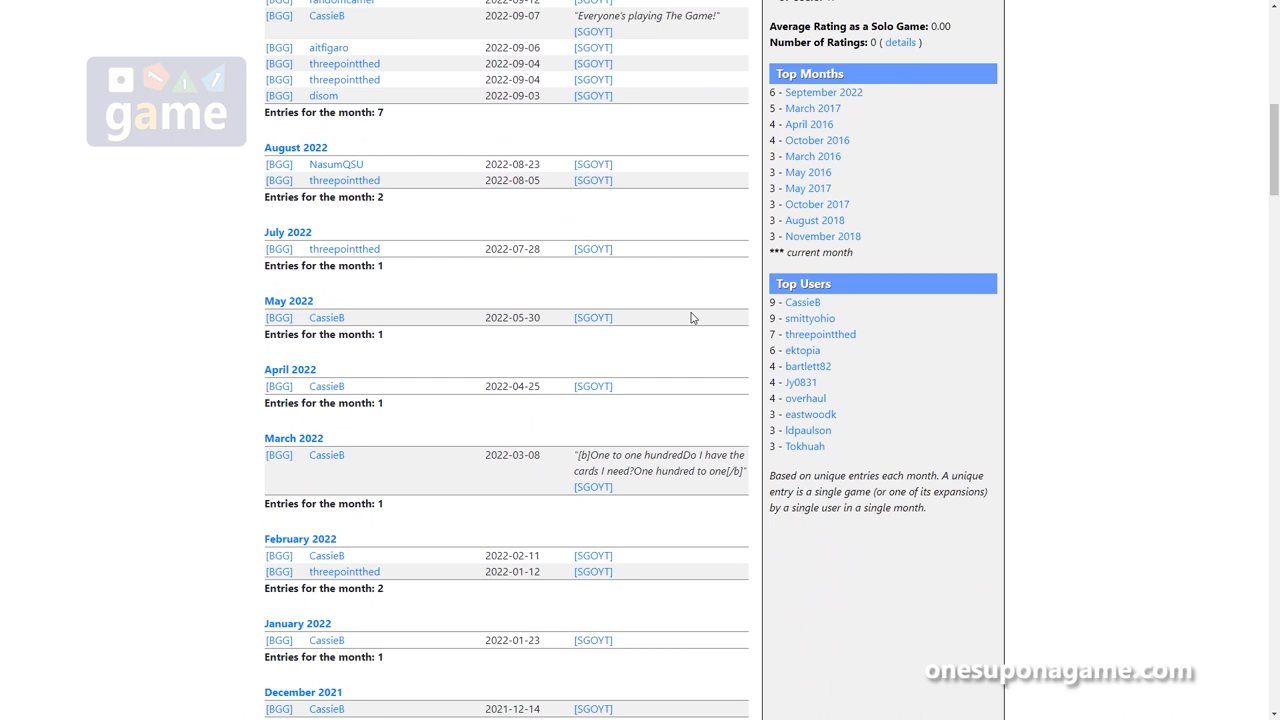 randomcamer 2022-09-12 [SGOYT]
[BGG] CassieB 2022-09-07 "Everyone's playing The Game!"
[SGOYT]
[BGG] aitfigaro 2022-09-06 [SGOYT]
[BGG] threepointthed 2022-09-04 [SGOYT]
[BGG] threepointthed 2022-09-04 [SGOYT]
[BGG] disom 2022-09-03 [SGOYT]
Entries for the month: 7
August 2022
[BGG] NasumQSU 2022-08-23 [SGOYT]
[BGG] threepointthed 2022-08-05 [SGOYT]
Entries for the month: 2
July 2022
[BGG] threepointthed 2022-07-28 [SGOYT]
Entries for the month: 1
May 2022
[BGG] CassieB 2022-05-30 [SGOYT]
Entries for the month: 1
April 2022
[BGG] CassieB 2022-04-25 [SGOYT]
Entries for the month: 1
March 2022
[BGG] CassieB 2022-03-08 "[b]One to one hundredDo I have the
cards I need?One hundred to one[/b]"
[SGOYT]
Entries for the month: 1
February 2022
[BGG] CassieB 2022-02-11 [SGOYT]
[BGG] threepointthed 2022-01-12 [SGOYT]
Entries for the month: 2
January 2022
[BGG] CassieB 2022-01-23 [SGOYT]
Entries for the month: 1
December 2021
[BGG] CassieB 2021-12-14 [SGOYT]
Average Rating as a Solo Game: 0.00
Number of Ratings: 0 ( details )
Top Months
6 - September 2022
5 - March 2017
4 - April 2016
4 - October 2016
3 - March 2016
3 - May 2016
3 - May 2017
3 - October 2017
3 - August 2018
3 - November 2018
*** current month
Top Users
9 - CassieB
9 - smittyohio
7 - threepointthed
6 - ektopia
4 - bartlett82
4 - Jy0831
4 - overhaul
3 - eastwoodk
3 - ldpaulson
3 - Tokhuah
Based on unique entries each month. A unique
entry is a single game (or one of its expansions)
by a single user in a single month.
game
onesuponagame.com